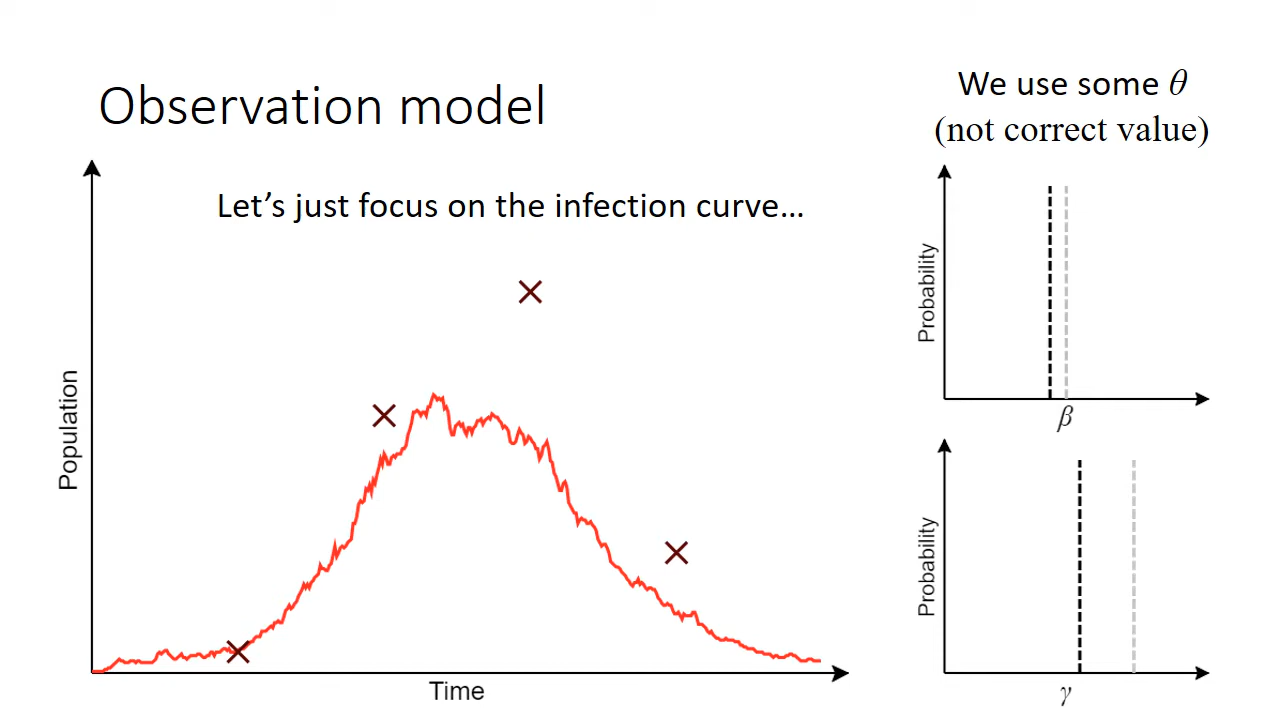 Observation model
We use some θ
(not correct value)
Let’s just focus on the infection curve…
Population
Time
Probability
β
Probability
γ